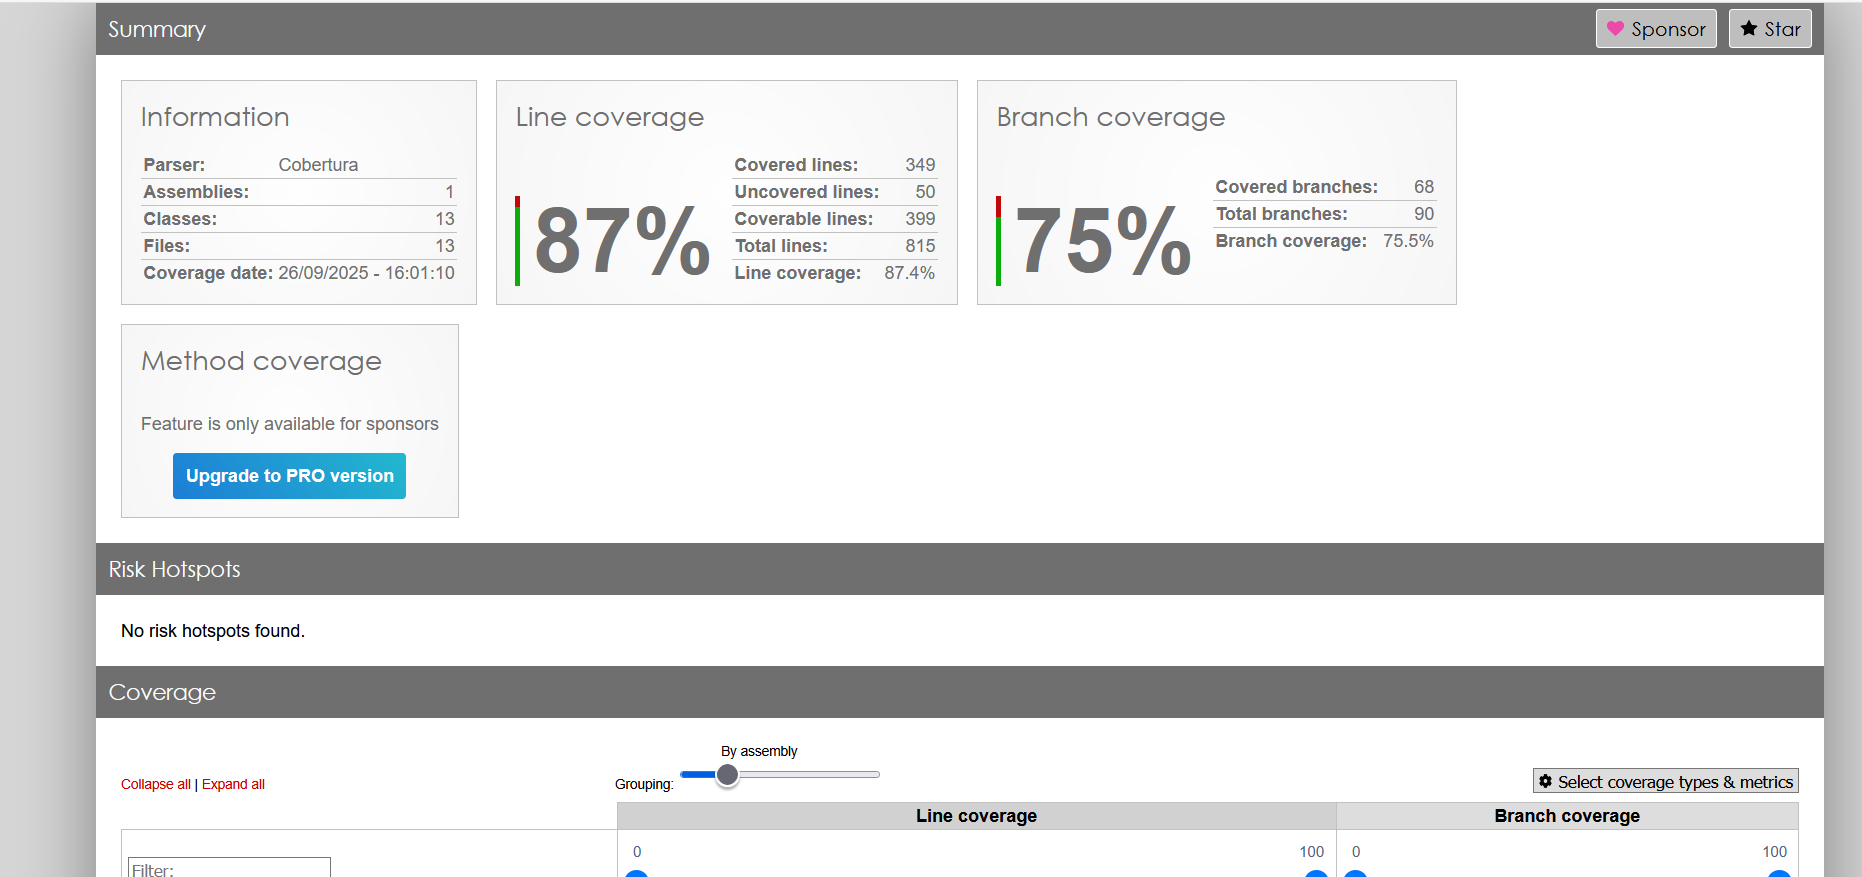 Summary
Sponsor
Star
Information
Parser: Cobertura
Assemblies: 1
Classes: 13
Files: 13
Coverage date: 26/09/2025 - 16:01:10
Line coverage
87%
Covered lines: 349
Uncovered lines: 50
Coverable lines: 399
Total lines: 815
Line coverage: 87.4%
Branch coverage
75%
Covered branches: 68
Total branches: 90
Branch coverage: 75.5%
Method coverage
Feature is only available for sponsors
Upgrade to PRO version
Risk Hotspots
No risk hotspots found.
Coverage
By assembly
Collapse all | Expand all
Grouping:
Select coverage types & metrics
Line coverage
Branch coverage
0 100
0 100
Filter: